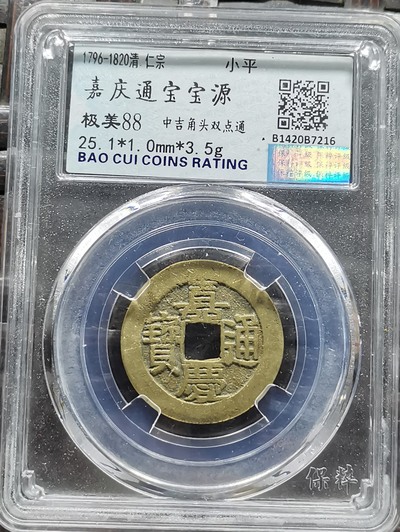 1796-1820清 仁宗 小平
嘉庆通宝宝源
极美88 中吉角头双点通
25.1*1.0mm*3.5g
B1420B7216
BAO CUI COINS RATING
嘉慶通寶
保粹